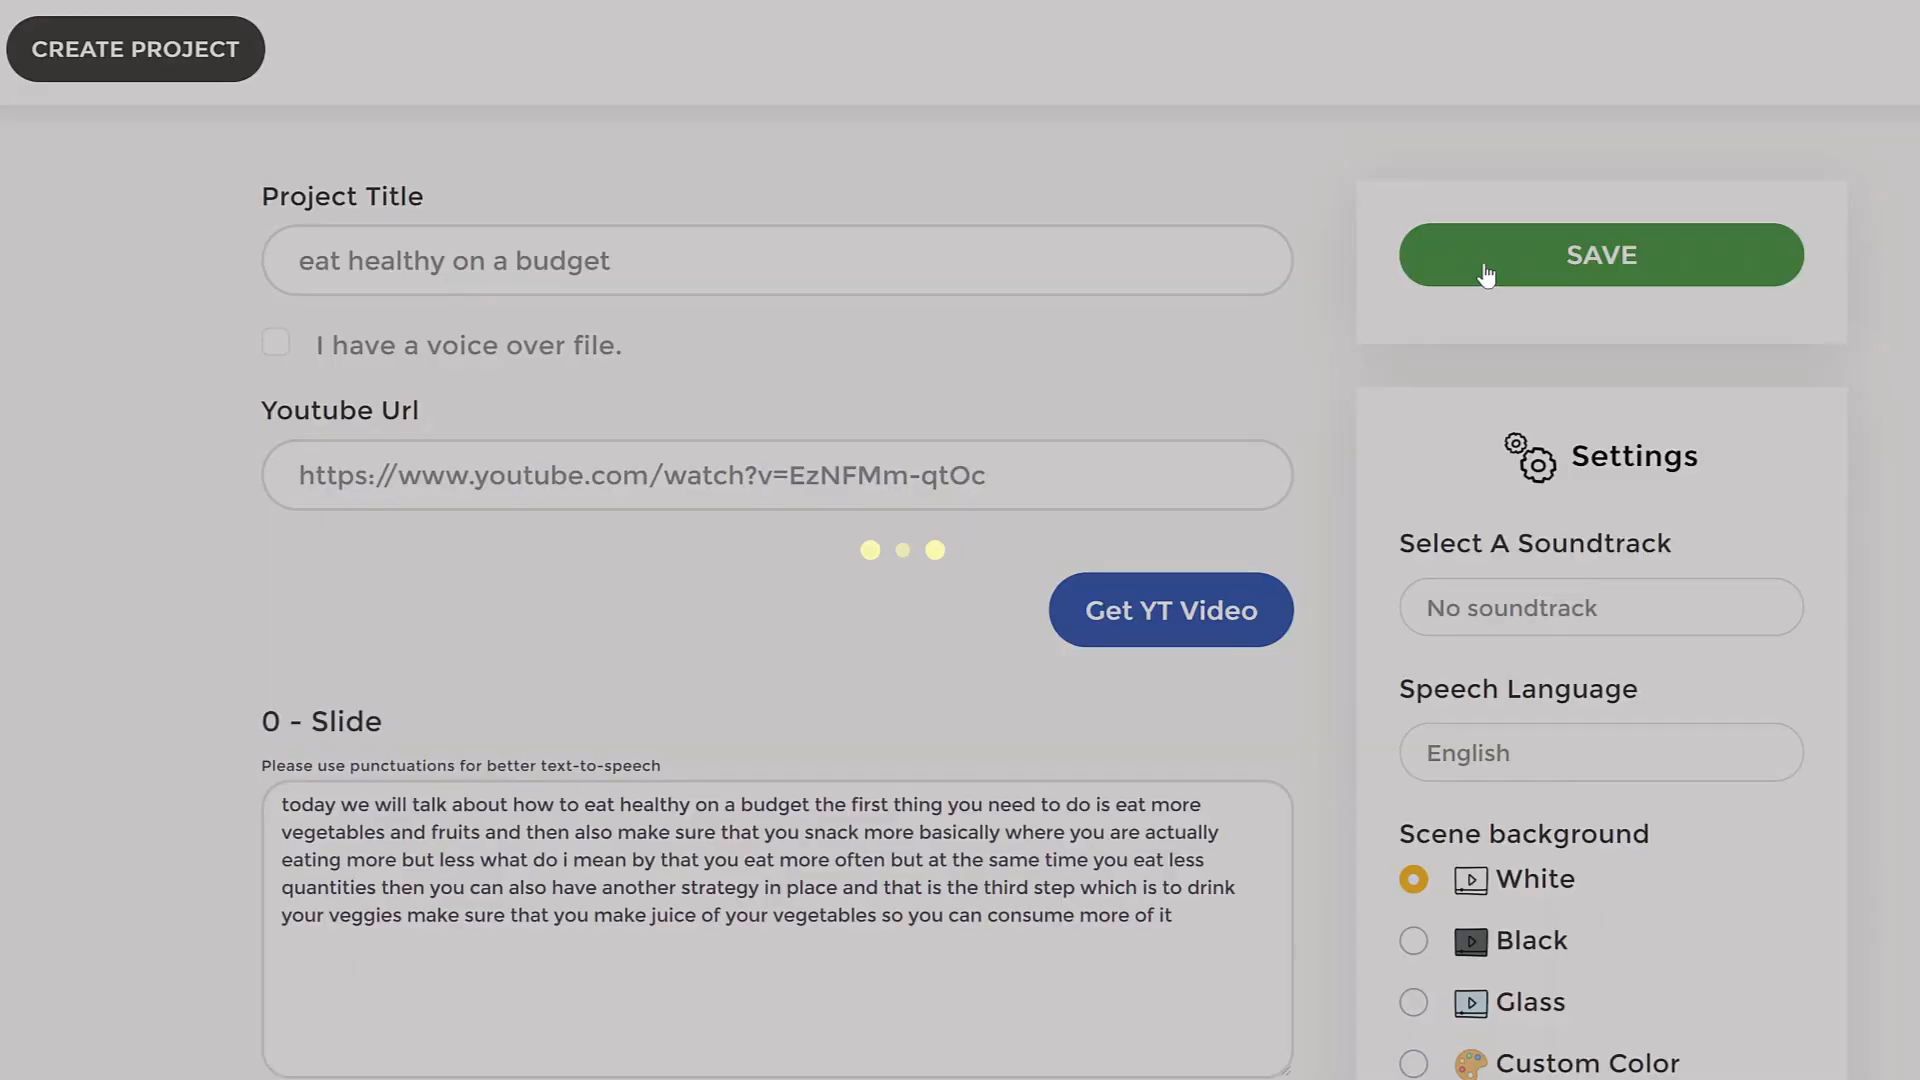 CREATE PROJECT
Project Title
eat healthy on a budget
I have a voice over file.
Youtube Url
https://www.youtube.com/watch?v=EzNFMm-qtOc
Get YT Video
0 - Slide
Please use punctuations for better text-to-speech
today we will talk about how to eat healthy on a budget the first thing you need to do is eat more
vegetables and fruits and then also make sure that you snack more basically where you are actually
eating more but less what do i mean by that you eat more often but at the same time you eat less
quantities then you can also have another strategy in place and that is the third step which is to drink
your veggies make sure that you make juice of your vegetables so you can consume more of it
SAVE
Settings
Select A Soundtrack
No soundtrack
Speech Language
English
Scene background
White
Black
Glass
Custom Color